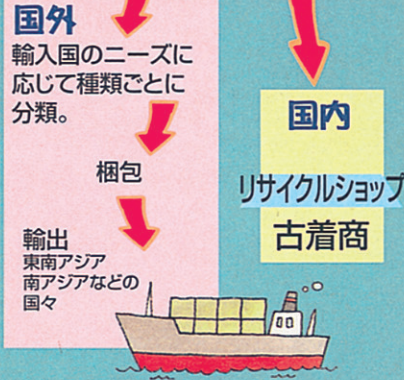 国外
輸入国のニーズに
応じて種類ごとに
分類。
梱包
輸出
東南アジア
南アジアなどの
国々
国内
リサイクルショップ
古着商